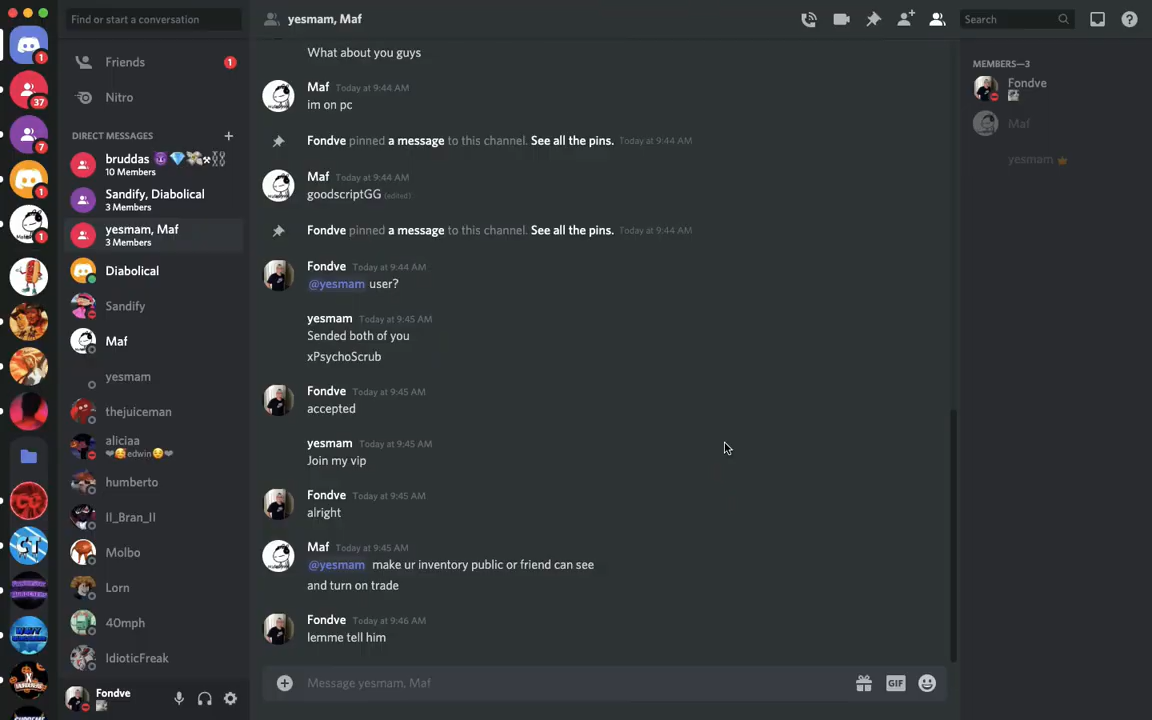 Find or start a conversation
yesmam, Maf
Search
1
Friends
1
What about you guys
MEMBERS—3
37
Nitro
Maf Today at 9:44 AM
im on pc
Fondve
Maf
7
DIRECT MESSAGES
Fondve pinned a message to this channel. See all the pins. Today at 9:44 AM
bruddas
10 Members
yesmam
1
Sandify, Diabolical
3 Members
Maf Today at 9:44 AM
goodscriptGG (edited)
1
yesmam, Maf
3 Members
Fondve pinned a message to this channel. See all the pins. Today at 9:44 AM
Diabolical
Fondve Today at 9:44 AM
@yesmam user?
Sandify
yesmam Today at 9:45 AM
Sended both of you
xPsychoScrub
Maf
yesmam
Fondve Today at 9:45 AM
accepted
thejuiceman
aliciaa
edwin
yesmam Today at 9:45 AM
Join my vip
humberto
Fondve Today at 9:45 AM
alright
II_Bran_II
Molbo
Maf Today at 9:45 AM
@yesmam make ur inventory public or friend can see
and turn on trade
Lorn
40mph
Fondve Today at 9:46 AM
lemme tell him
IdioticFreak
Fondve
Message yesmam, Maf
GIF